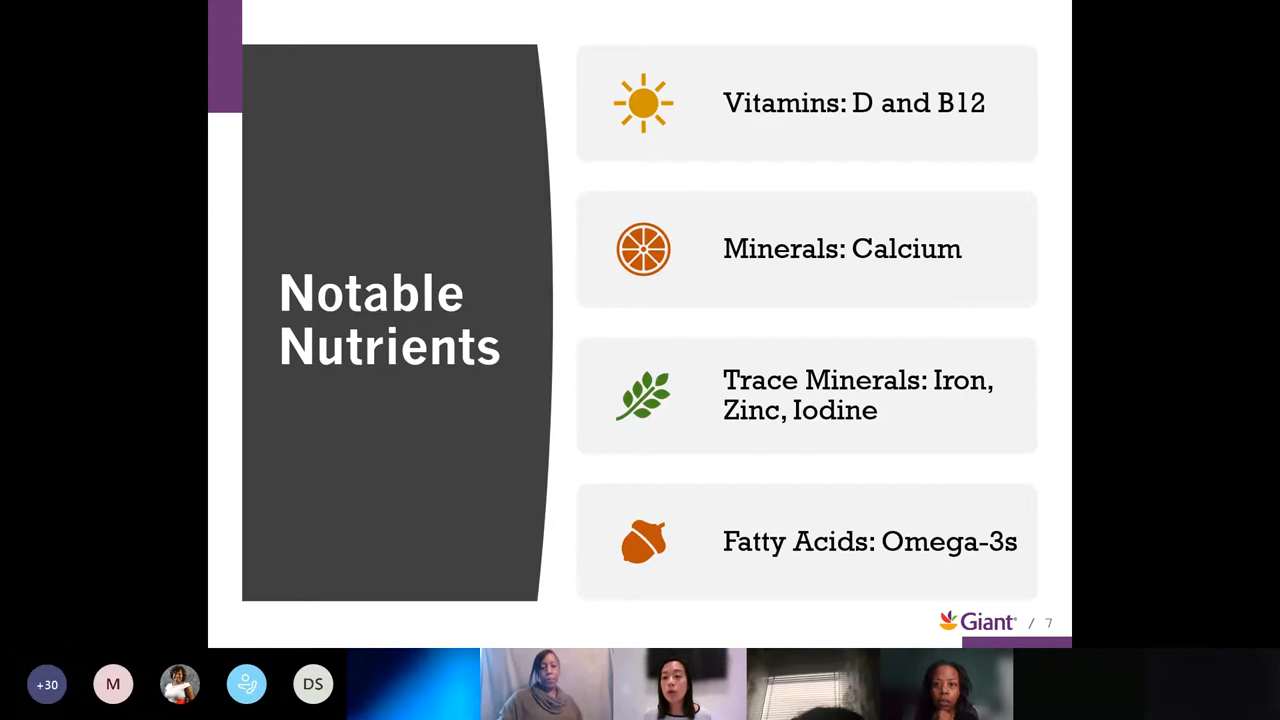 Notable
Nutrients
Vitamins: D and B12
Minerals: Calcium
Trace Minerals: Iron,
Zinc, Iodine
Fatty Acids: Omega-3s
Giant / 7
+30
M
DS